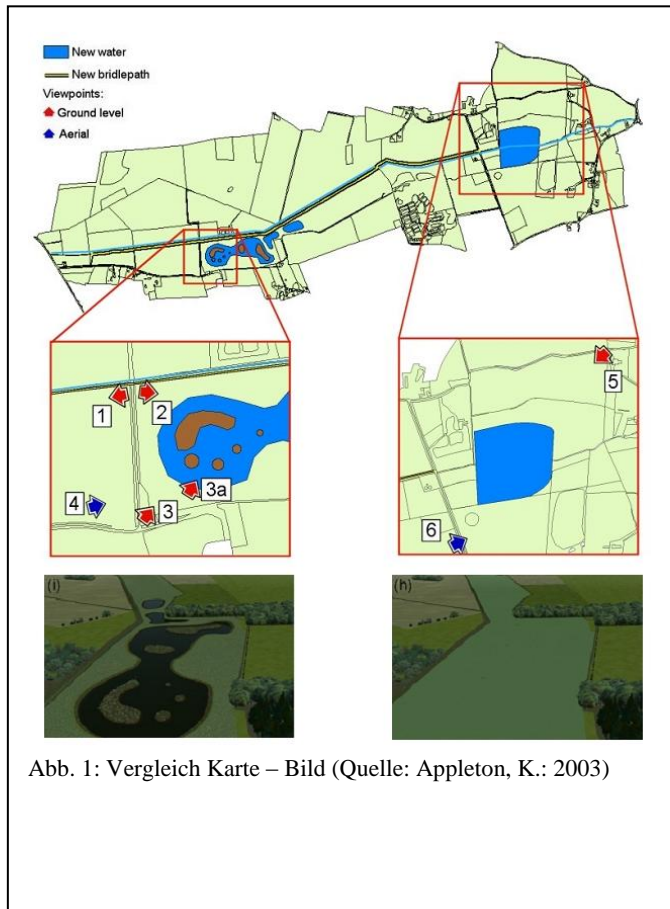 New water
New bridlepath
Viewpoints:
Ground level
Aerial
1
2
3a
4
3
5
6
(i)
(h)
Abb. 1: Vergleich Karte – Bild (Quelle: Appleton, K.: 2003)